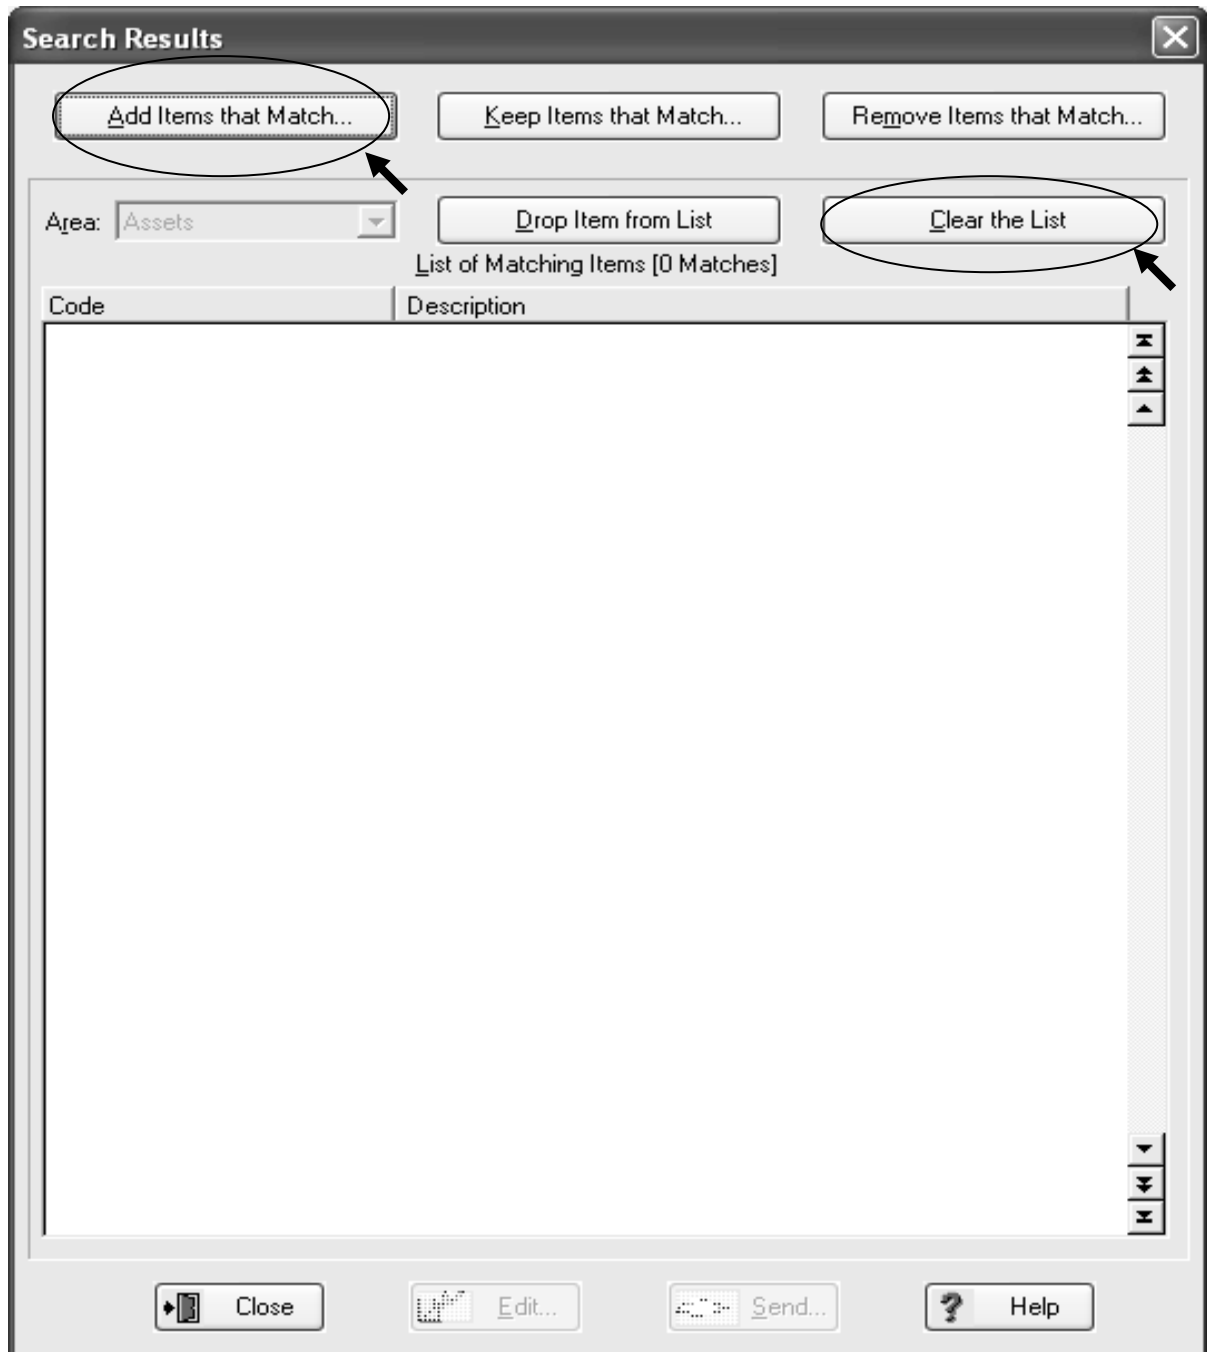 Search Results
Add Items that Match... Keep Items that Match... Remove Items that Match...
Area: Assets Drop Item from List Clear the List
List of Matching Items [0 Matches]
Code Description
Close Edit... Send... Help